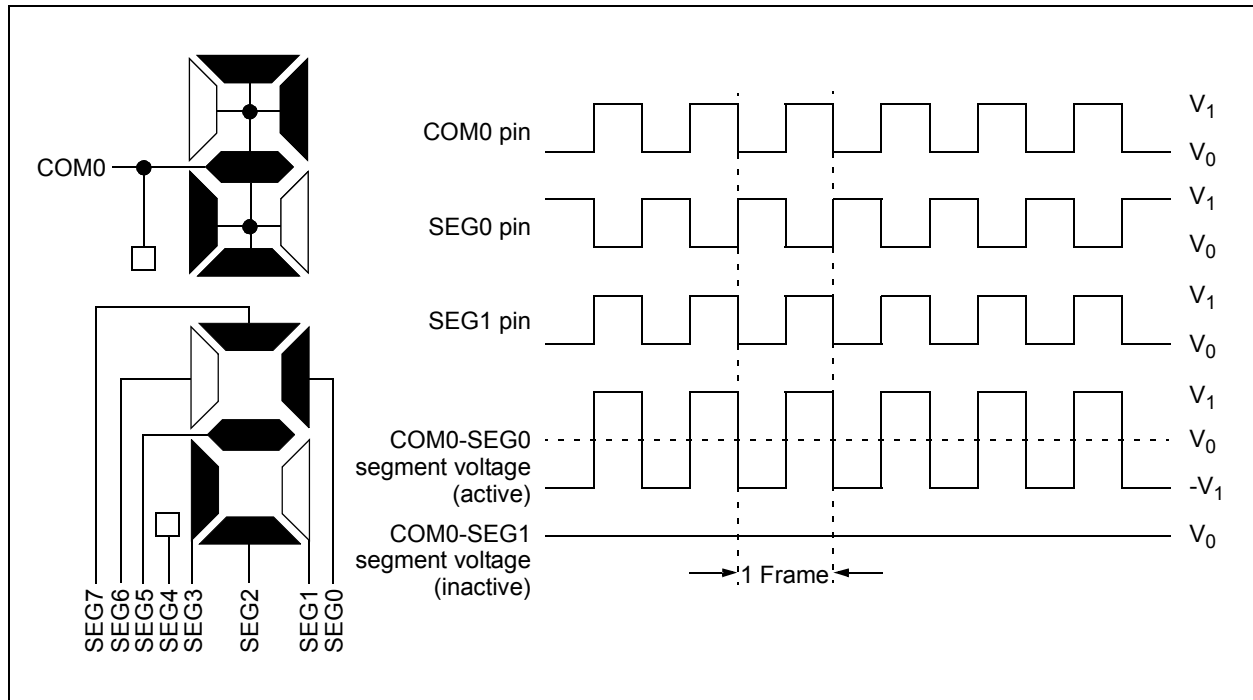 COM0
SEG7
SEG6
SEG5
SEG4
SEG3
SEG2
SEG1
SEG0
COM0 pin
V1
V0
SEG0 pin
V1
V0
SEG1 pin
V1
V0
COM0-SEG0
segment voltage
(active)
V1
V0
-V1
COM0-SEG1
segment voltage
(inactive)
V0
1 Frame